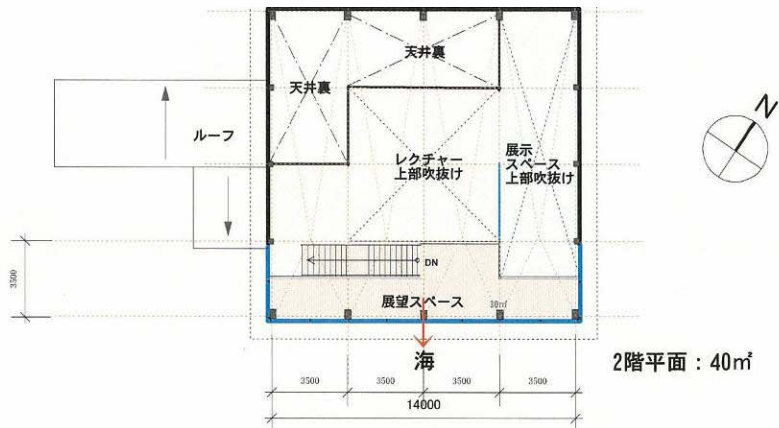 天井裏
天井裏
N
ルーフ
レクチャー
上部吹抜け
展示
スペース
上部吹抜け
DN
3500
展望スペース
30㎡
海
2階平面：40㎡
3500
3500
3500
3500
14000